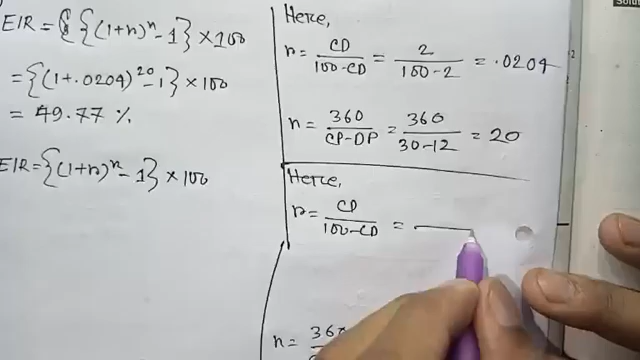 EIR = { {(1+r)^n - 1} × 100
= {(1+.0204)^20 - 1} × 100
= 49.77 %
EIR = {(1+r)^n - 1} × 100
Here,
r = CD / 100-CD = 2 / 100-2 = .0204
n = 360 / CP-DP = 360 / 30-12 = 20
Here,
r = CD / 100-CD =
n = 360